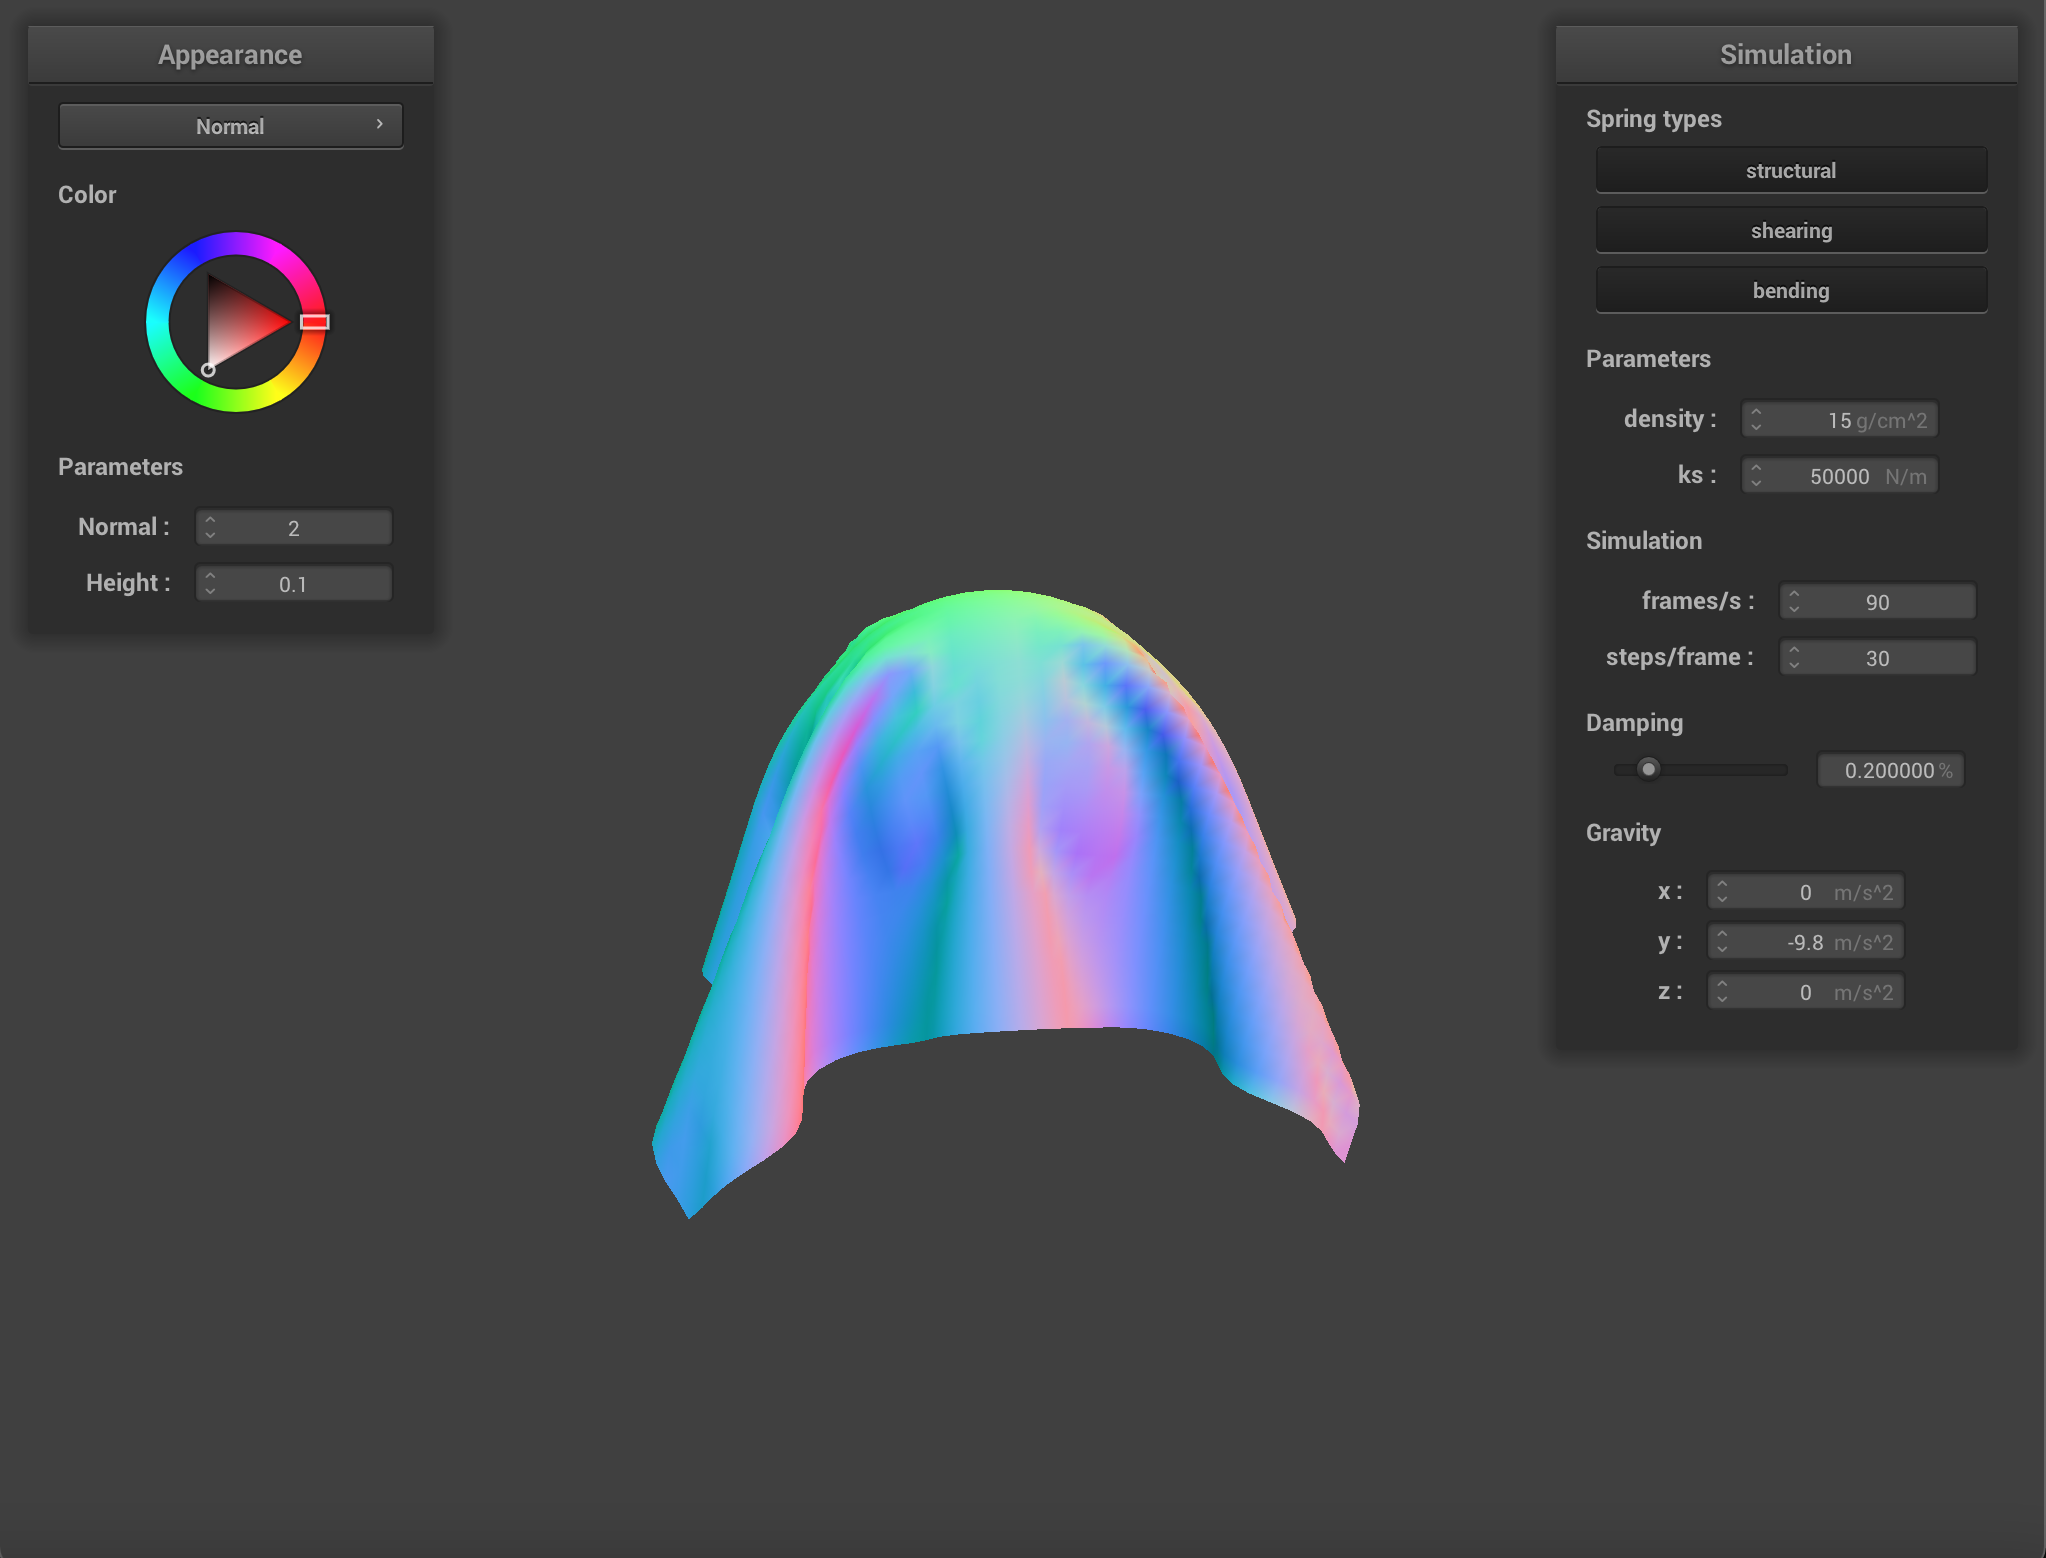 Appearance
Normal
Color
Parameters
Normal : 2
Height : 0.1
Simulation
Spring types
structural
shearing
bending
Parameters
density : 15 g/cm^2
ks : 50000 N/m
Simulation
frames/s : 90
steps/frame : 30
Damping
0.200000 %
Gravity
x : 0 m/s^2
y : -9.8 m/s^2
z : 0 m/s^2